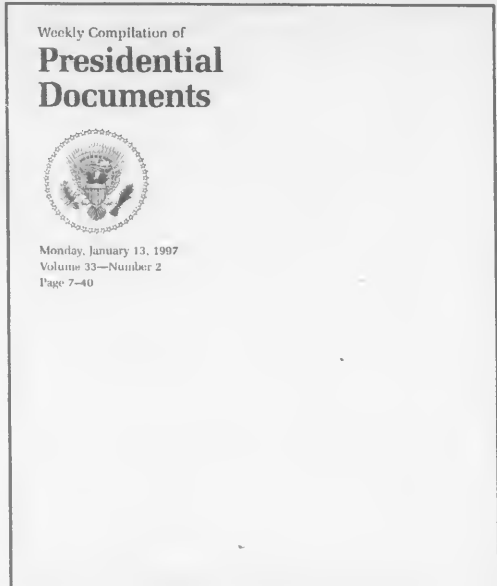 Weekly Compilation of
Presidential
Documents
Monday, January 13, 1997
Volume 33—Number 2
Page 7–40